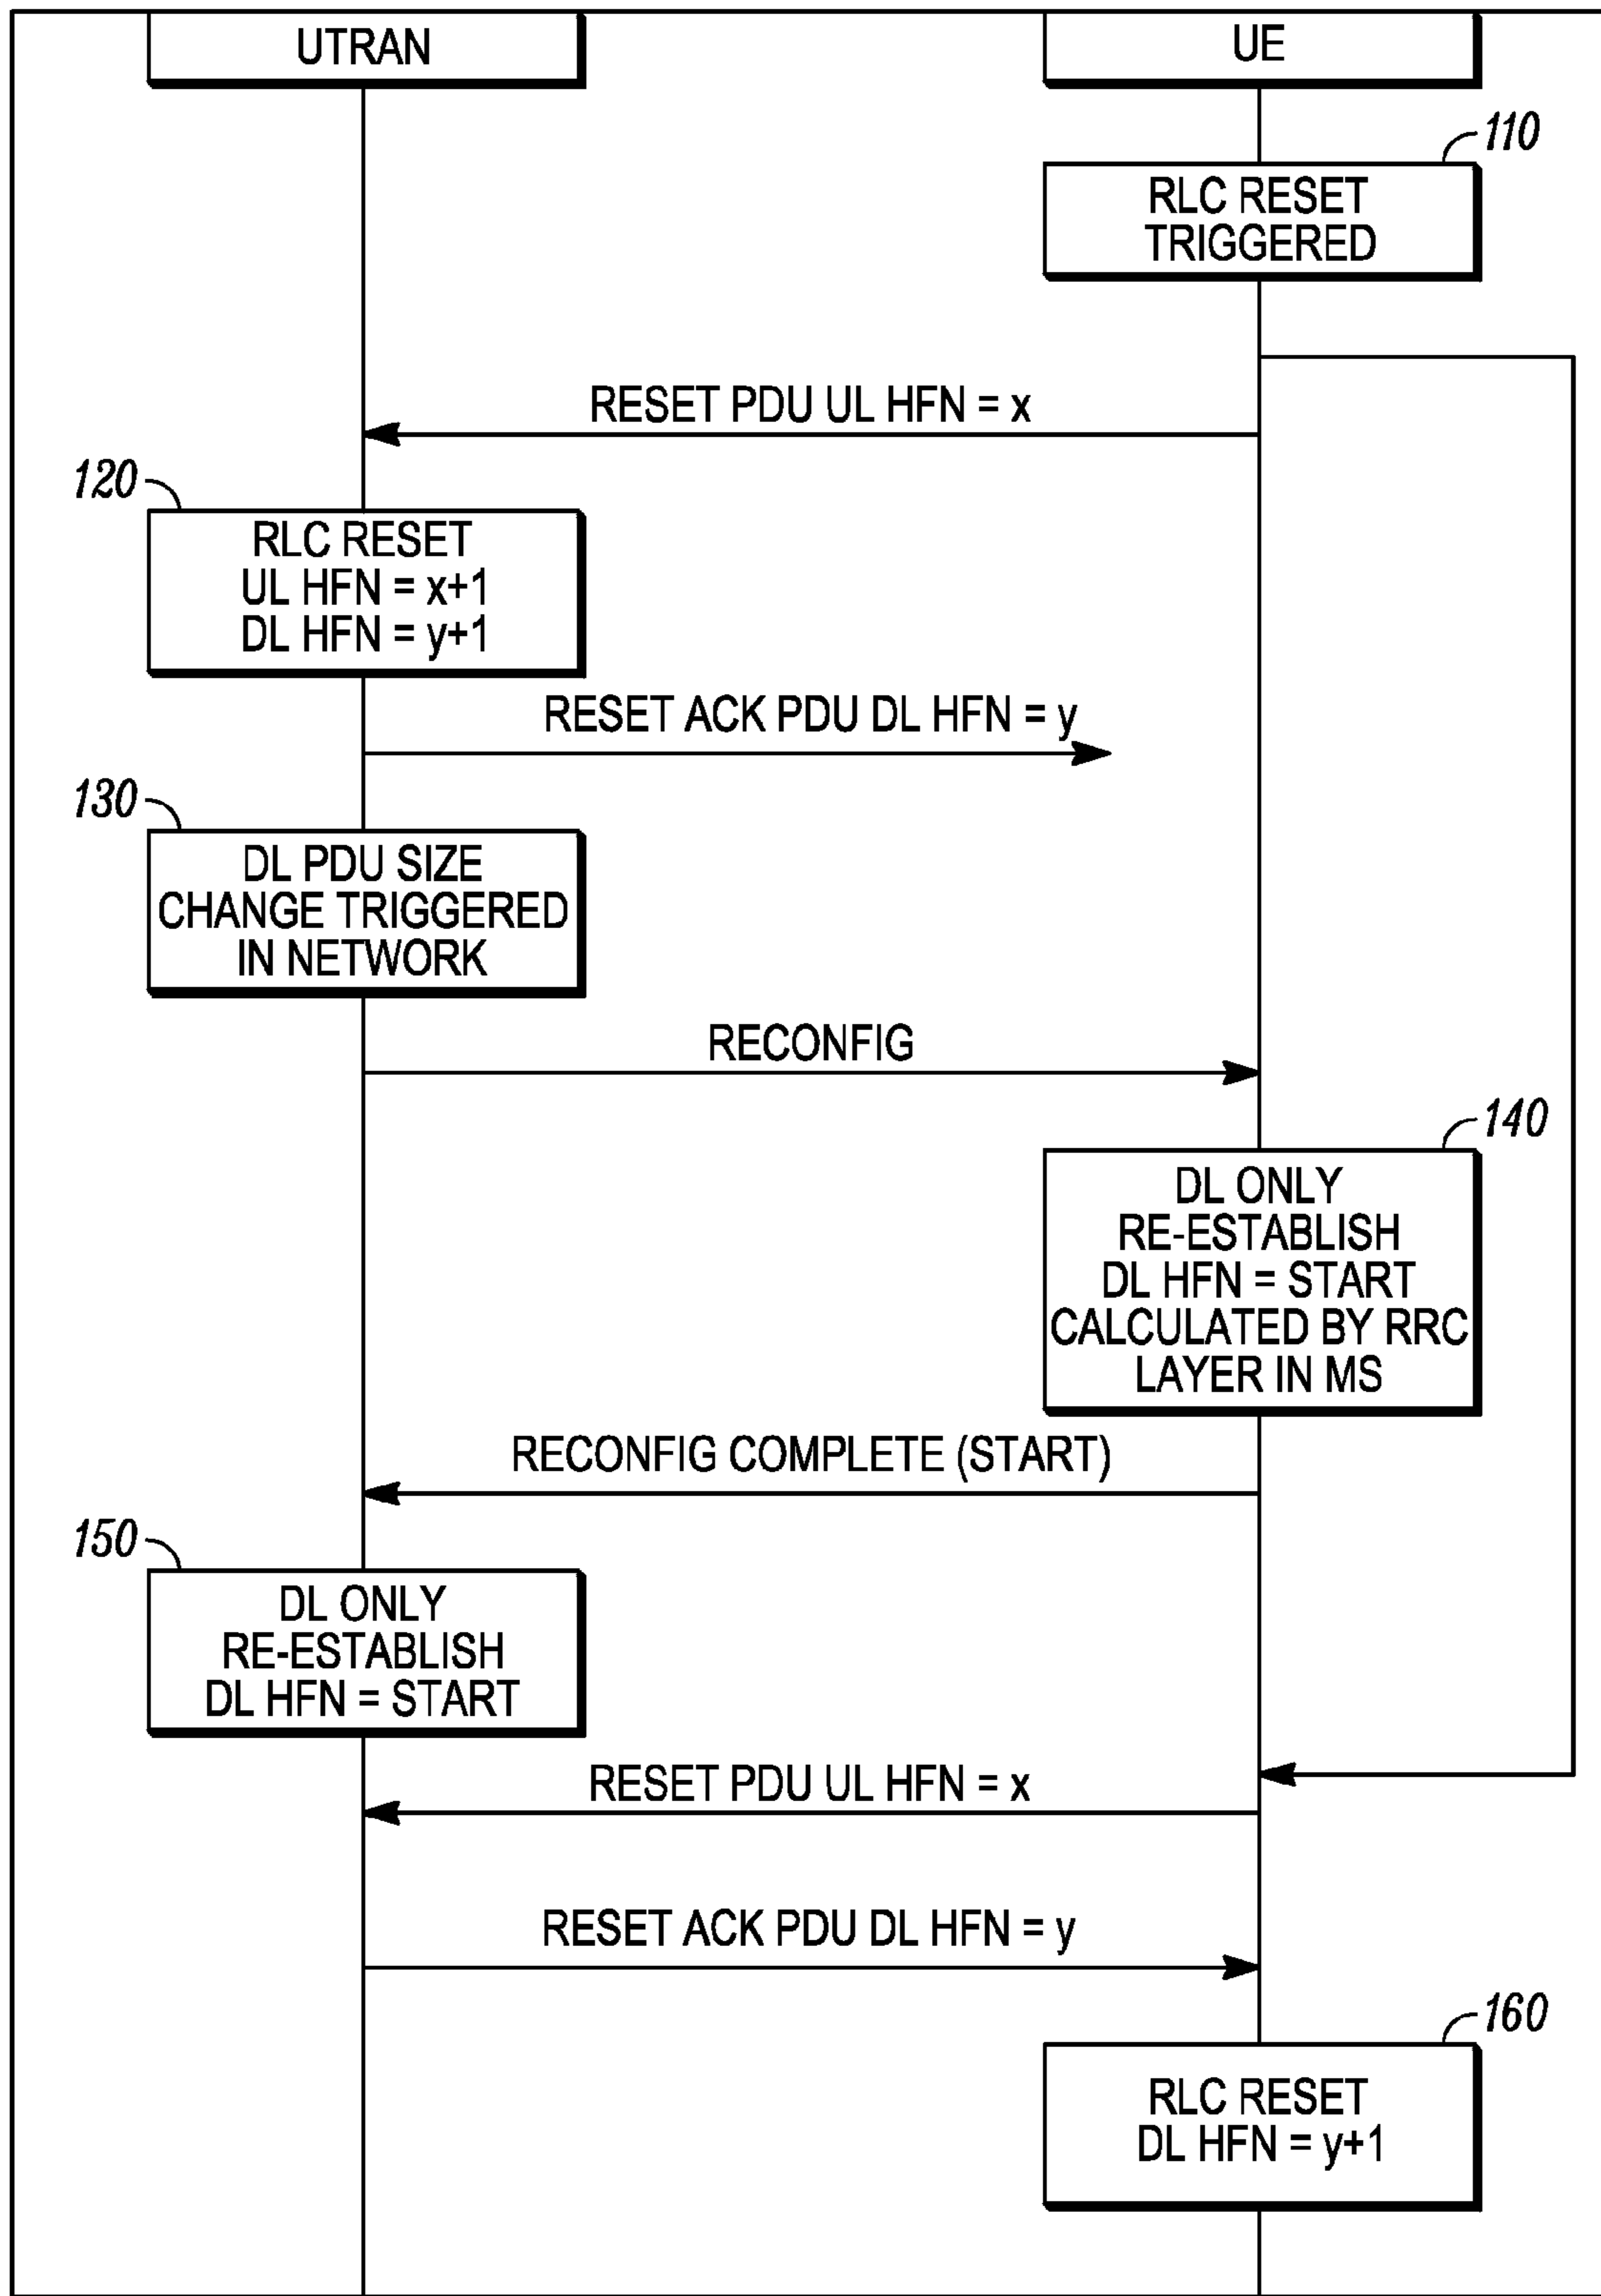 UTRAN
UE
110
RLC RESET
TRIGGERED
RESET PDU UL HFN = x
120
RLC RESET
UL HFN = x+1
DL HFN = y+1
RESET ACK PDU DL HFN = y
130
DL PDU SIZE
CHANGE TRIGGERED
IN NETWORK
RECONFIG
140
DL ONLY
RE-ESTABLISH
DL HFN = START
CALCULATED BY RRC
LAYER IN MS
RECONFIG COMPLETE (START)
150
DL ONLY
RE-ESTABLISH
DL HFN = START
RESET PDU UL HFN = x
RESET ACK PDU DL HFN = y
160
RLC RESET
DL HFN = y+1